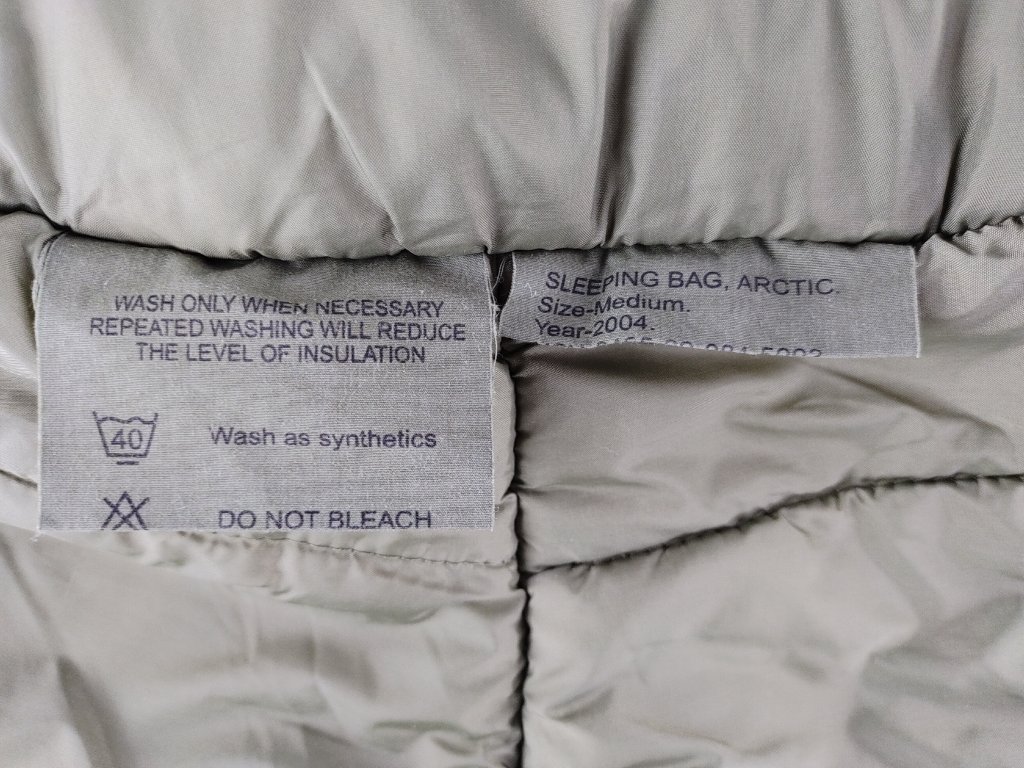 WASH ONLY WHEN NECESSARY
REPEATED WASHING WILL REDUCE
THE LEVEL OF INSULATION
40
Wash as synthetics
DO NOT BLEACH
SLEEPING BAG, ARCTIC.
Size-Medium.
Year-2004.